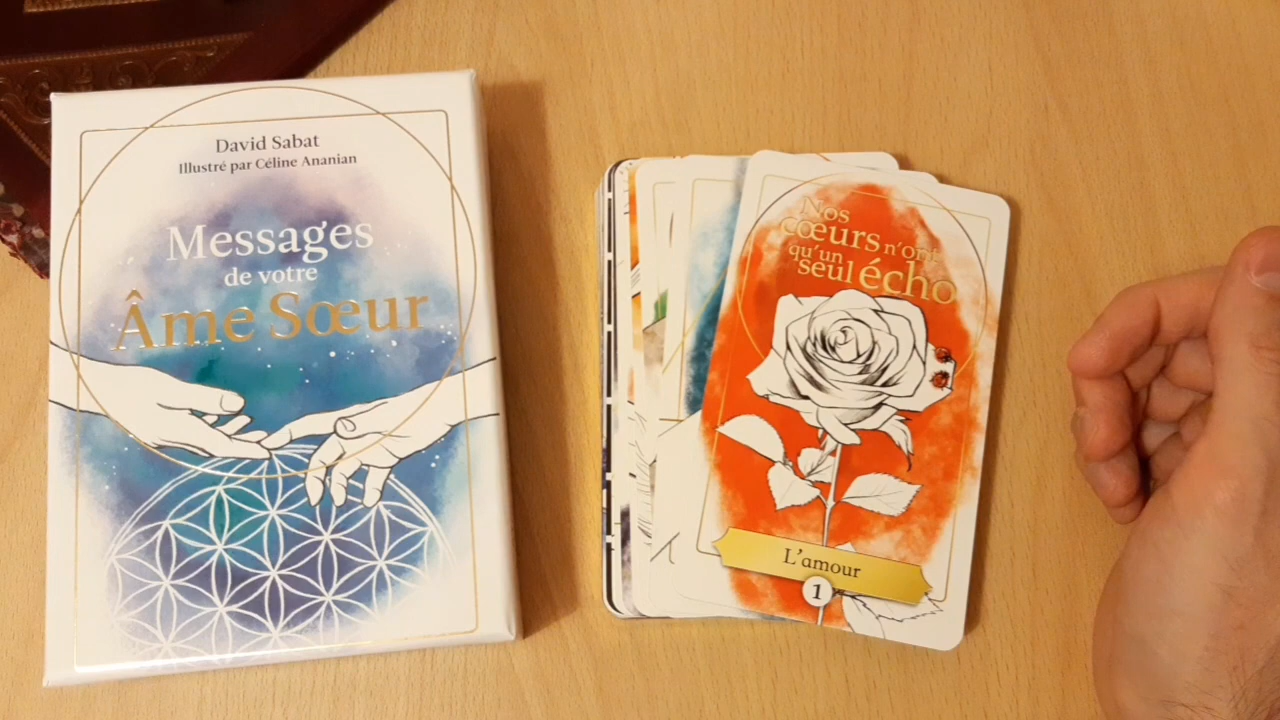 David Sabat
Illustré par Céline Ananian
Messages
de votre
Âme Sœur
Nos
cœurs n'ont
qu'un
seul écho
L'amour
1